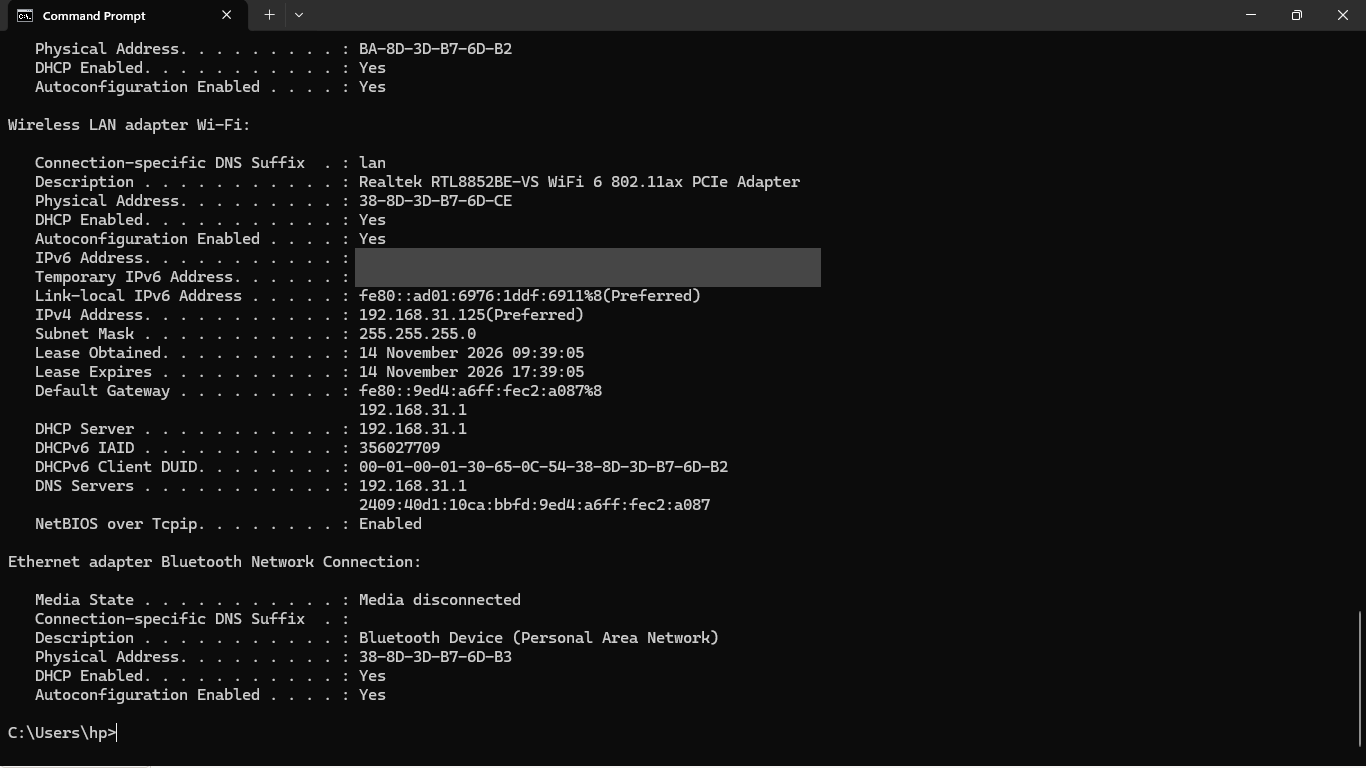 Command Prompt
Physical Address. . . . . . . . . : BA-8D-3D-B7-6D-B2
DHCP Enabled. . . . . . . . . . . : Yes
Autoconfiguration Enabled . . . . : Yes
Wireless LAN adapter Wi-Fi:
Connection-specific DNS Suffix  . : lan
Description . . . . . . . . . . . : Realtek RTL8852BE-VS WiFi 6 802.11ax PCIe Adapter
Physical Address. . . . . . . . . : 38-8D-3D-B7-6D-CE
DHCP Enabled. . . . . . . . . . . : Yes
Autoconfiguration Enabled . . . . : Yes
IPv6 Address. . . . . . . . . . . :
Temporary IPv6 Address. . . . . . :
Link-local IPv6 Address . . . . . : fe80::ad01:6976:1ddf:6911%8(Preferred)
IPv4 Address. . . . . . . . . . . : 192.168.31.125(Preferred)
Subnet Mask . . . . . . . . . . . : 255.255.255.0
Lease Obtained. . . . . . . . . . : 14 November 2026 09:39:05
Lease Expires . . . . . . . . . . : 14 November 2026 17:39:05
Default Gateway . . . . . . . . . : fe80::9ed4:a6ff:fec2:a087%8
192.168.31.1
DHCP Server . . . . . . . . . . . : 192.168.31.1
DHCPv6 IAID . . . . . . . . . . . : 356027709
DHCPv6 Client DUID. . . . . . . . : 00-01-00-01-30-65-0C-54-38-8D-3D-B7-6D-B2
DNS Servers . . . . . . . . . . . : 192.168.31.1
2409:40d1:10ca:bbfd:9ed4:a6ff:fec2:a087
NetBIOS over Tcpip. . . . . . . . : Enabled
Ethernet adapter Bluetooth Network Connection:
Media State . . . . . . . . . . . : Media disconnected
Connection-specific DNS Suffix  . :
Description . . . . . . . . . . . : Bluetooth Device (Personal Area Network)
Physical Address. . . . . . . . . : 38-8D-3D-B7-6D-B3
DHCP Enabled. . . . . . . . . . . : Yes
Autoconfiguration Enabled . . . . : Yes
C:\Users\hp>